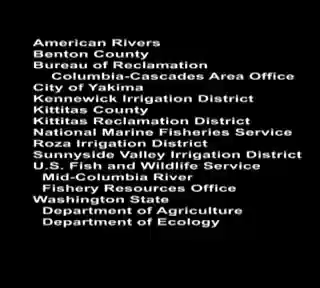 American Rivers
Benton County
Bureau of Reclamation
Columbia-Cascades Area Office
City of Yakima
Kennewick Irrigation District
Kittitas County
Kittitas Reclamation District
National Marine Fisheries Service
Roza Irrigation District
Sunnyside Valley Irrigation District
U.S. Fish and Wildlife Service
Mid-Columbia River
Fishery Resources Office
Washington State
Department of Agriculture
Department of Ecology